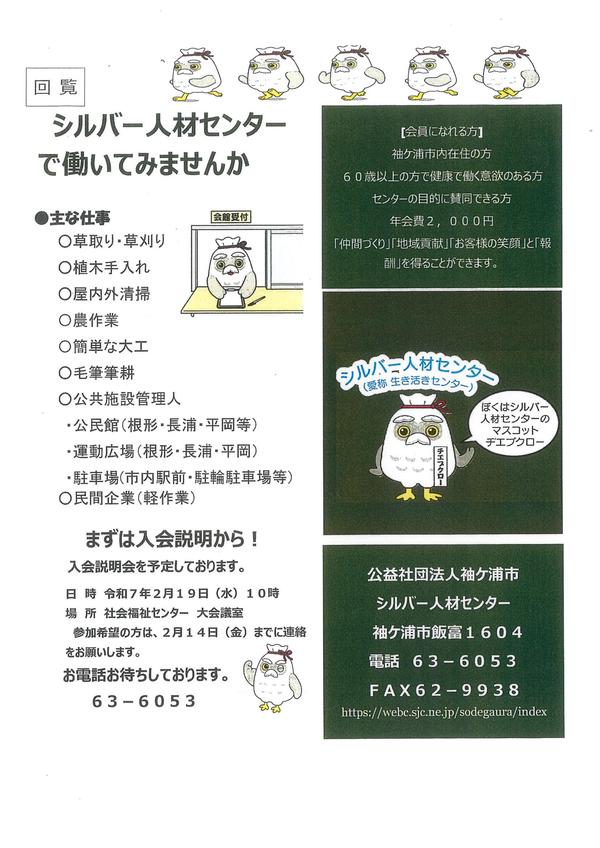 回覧
シルバー人材センター
で働いてみませんか
●主な仕事
○草取り・草刈り
○植木手入れ
○屋内外清掃
○農作業
○簡単な大工
○毛筆筆耕
○公共施設管理人
・公民館（根形・長浦・平岡等）
・運動広場（根形・長浦・平岡）
・駐車場（市内駅前・駐輪駐車場等）
○民間企業（軽作業）
会館受付
まずは入会説明から！
入会説明会を予定しております。
日 時 令和７年２月１９日（水）１０時
場 所 社会福祉センター 大会議室
参加希望の方は、２月１４日（金）までに連絡
をお願いします。
お電話お待ちしております。
６３－６０５３
【会員になれる方】
袖ケ浦市内在住の方
６０歳以上の方で健康で働く意欲のある方
センターの目的に賛同できる方
年会費２，０００円
「仲間づくり」「地域貢献」「お客様の笑顔」と「報
酬」を得ることができます。
シルバー人材センター
（愛称 生き活きセンター）
ぼくはシルバー
人材センターの
マスコット
チエブクロー
チエブクロー
公益社団法人袖ケ浦市
シルバー人材センター
袖ケ浦市飯富１６０４
電話 ６３－６０５３
ＦＡＸ６２－９９３８
https://webc.sjc.ne.jp/sodegaura/index